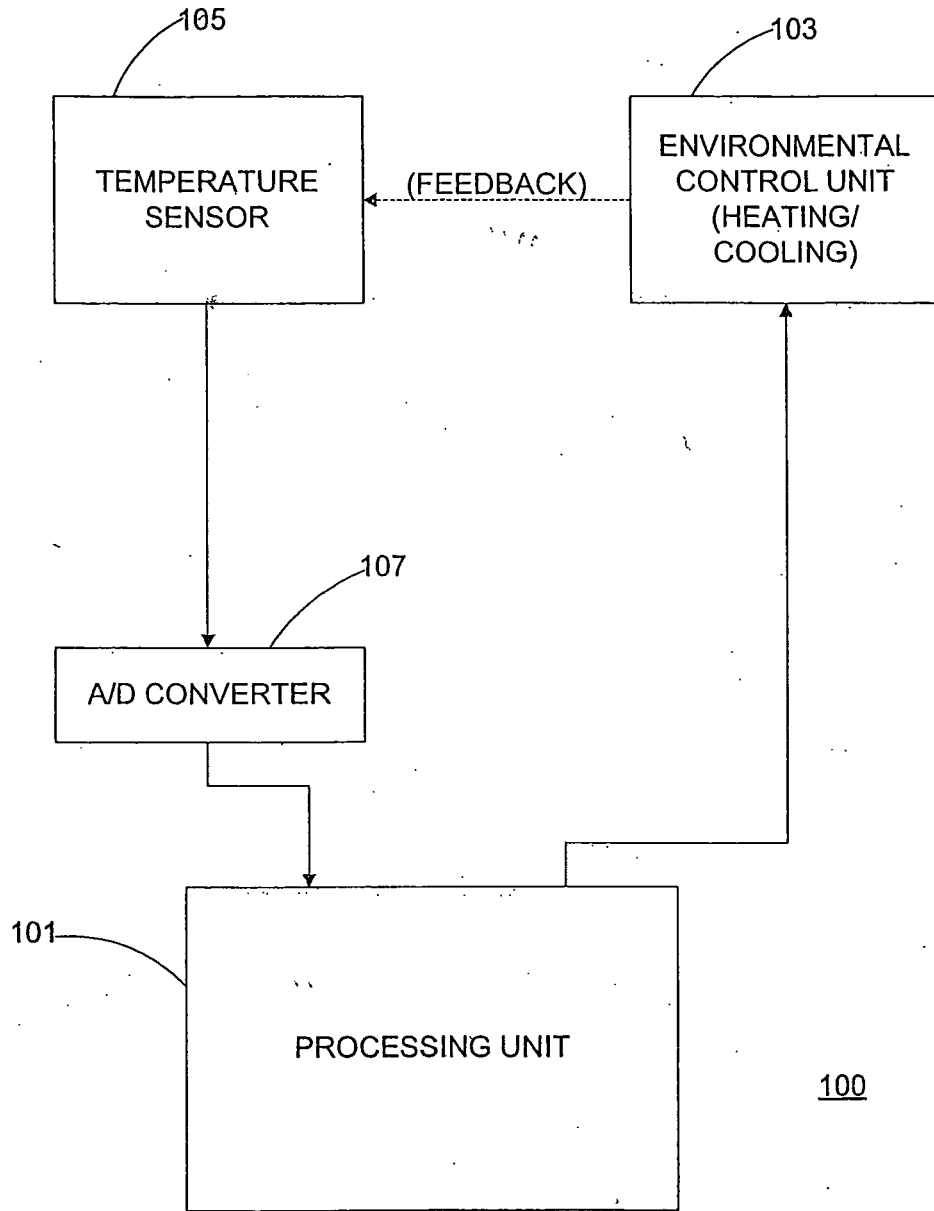 105
103
TEMPERATURE
SENSOR
(FEEDBACK)
ENVIRONMENTAL
CONTROL UNIT
(HEATING/
COOLING)
107
A/D CONVERTER
101
PROCESSING UNIT
100